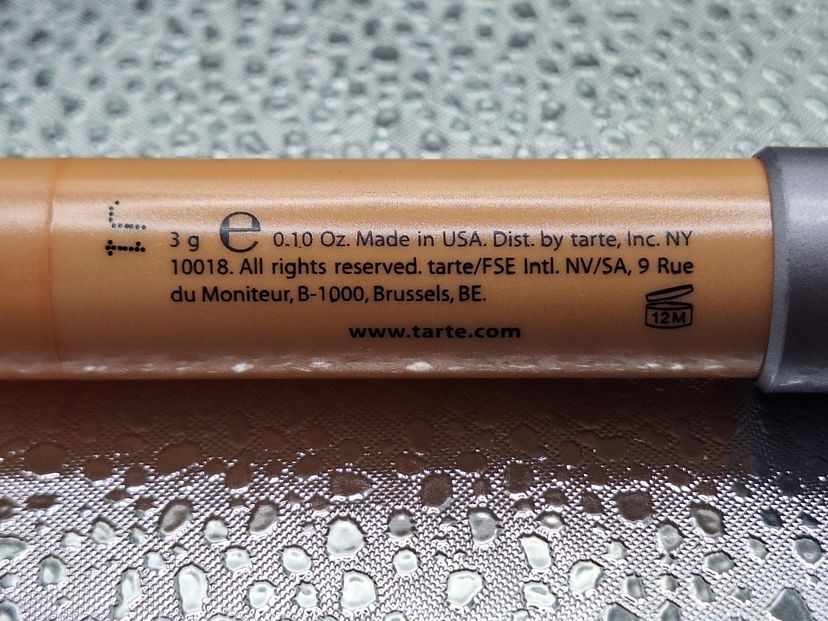 3 g ℮ 0.10 Oz. Made in USA. Dist. by tarte, Inc. NY
10018. All rights reserved. tarte/FSE Intl. NV/SA, 9 Rue
du Moniteur, B-1000, Brussels, BE.
12M
www.tarte.com